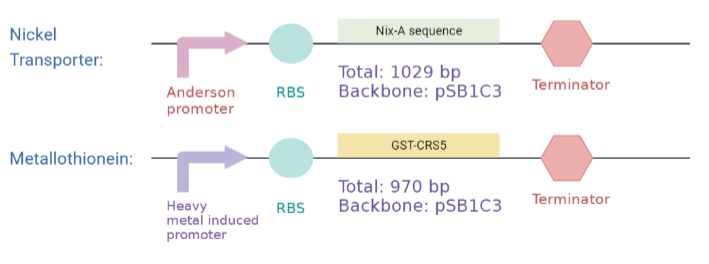 Nickel
Transporter:
Nix-A sequence
Total: 1029 bp
Backbone: pSB1C3
Anderson
promoter
RBS
Terminator
Metallothionein:
GST-CRS5
Total: 970 bp
Backbone: pSB1C3
Heavy
metal induced
promoter
RBS
Terminator